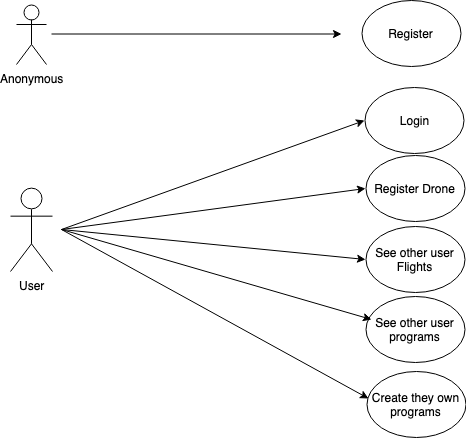 Register
Anonymous
Login
Register Drone
See other user
Flights
User
See other user
programs
Create they own
programs